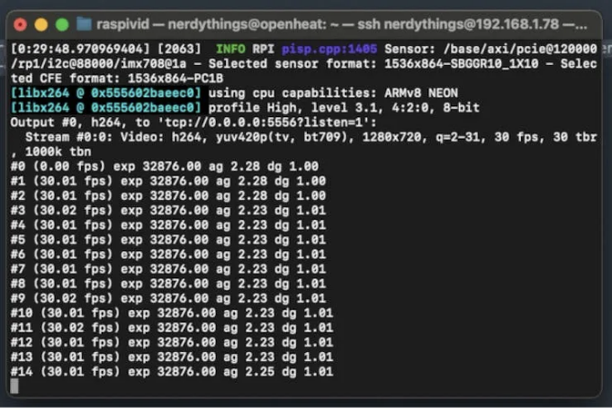 raspivid — nerdythings@openheat: ~ — ssh nerdythings@192.168.1.78 —...
[0:29:48.970969404] [2063]  INFO RPI pisp.cpp:1405 Sensor: /base/axi/pcie@120000
/rp1/i2c@88000/imx708@1a - Selected sensor format: 1536x864-SBGGR10_1X10 - Selec
ted CFE format: 1536x864-PC1B
[libx264 @ 0x555602baeec0] using cpu capabilities: ARMv8 NEON
[libx264 @ 0x555602baeec0] profile High, level 3.1, 4:2:0, 8-bit
Output #0, h264, to 'tcp://0.0.0.0:5556?listen=1':
  Stream #0:0: Video: h264, yuv420p(tv, bt709), 1280x720, q=2-31, 30 fps, 30 tbr
, 1000k tbn
#0 (0.00 fps) exp 32876.00 ag 2.28 dg 1.00
#1 (30.01 fps) exp 32876.00 ag 2.28 dg 1.00
#2 (30.01 fps) exp 32876.00 ag 2.28 dg 1.00
#3 (30.02 fps) exp 32876.00 ag 2.23 dg 1.01
#4 (30.01 fps) exp 32876.00 ag 2.23 dg 1.01
#5 (30.01 fps) exp 32876.00 ag 2.23 dg 1.01
#6 (30.01 fps) exp 32876.00 ag 2.23 dg 1.01
#7 (30.01 fps) exp 32876.00 ag 2.23 dg 1.01
#8 (30.01 fps) exp 32876.00 ag 2.23 dg 1.01
#9 (30.02 fps) exp 32876.00 ag 2.23 dg 1.01
#10 (30.01 fps) exp 32876.00 ag 2.23 dg 1.01
#11 (30.02 fps) exp 32876.00 ag 2.23 dg 1.01
#12 (30.01 fps) exp 32876.00 ag 2.23 dg 1.01
#13 (30.01 fps) exp 32876.00 ag 2.23 dg 1.01
#14 (30.01 fps) exp 32876.00 ag 2.25 dg 1.01